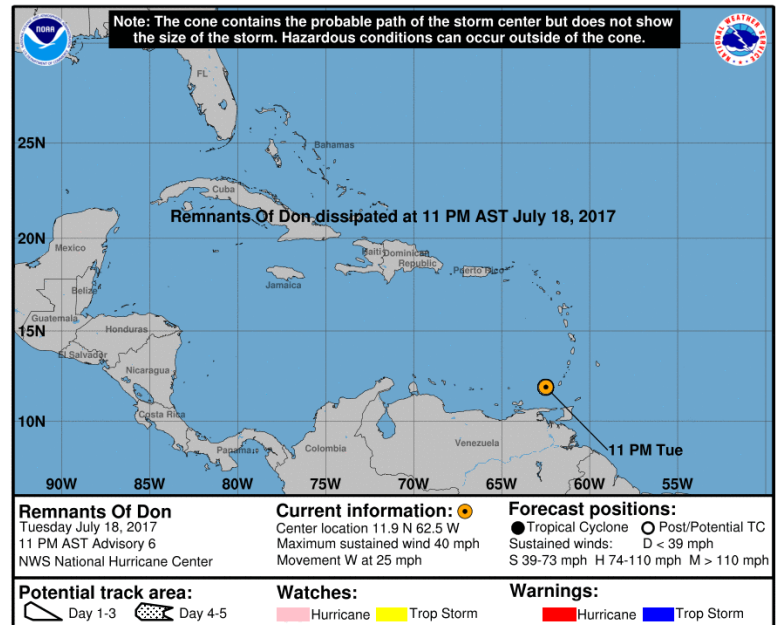 Note: The cone contains the probable path of the storm center but does not show
the size of the storm. Hazardous conditions can occur outside of the cone.
NOAA
NATIONAL WEATHER SERVICE
FL
25N
Bahamas
Cuba
Remnants Of Don dissipated at 11 PM AST July 18, 2017
20N
Mexico
Haiti Dominican
Republic
Puerto Rico
Jamaica
Belize
Guatemala
15N
Honduras
El Salvador
Nicaragua
10N
Costa Rica
Panama
Colombia
Venezuela
11 PM Tue
90W 85W 80W 75W 70W 65W 60W 55W
Remnants Of Don
Tuesday July 18, 2017
11 PM AST Advisory 6
NWS National Hurricane Center
Current information:
Center location 11.9 N 62.5 W
Maximum sustained wind 40 mph
Movement W at 25 mph
Forecast positions:
Tropical Cyclone Post/Potential TC
Sustained winds: D < 39 mph
S 39-73 mph H 74-110 mph M > 110 mph
Potential track area:
Day 1-3 Day 4-5
Watches:
Hurricane Trop Storm
Warnings:
Hurricane Trop Storm